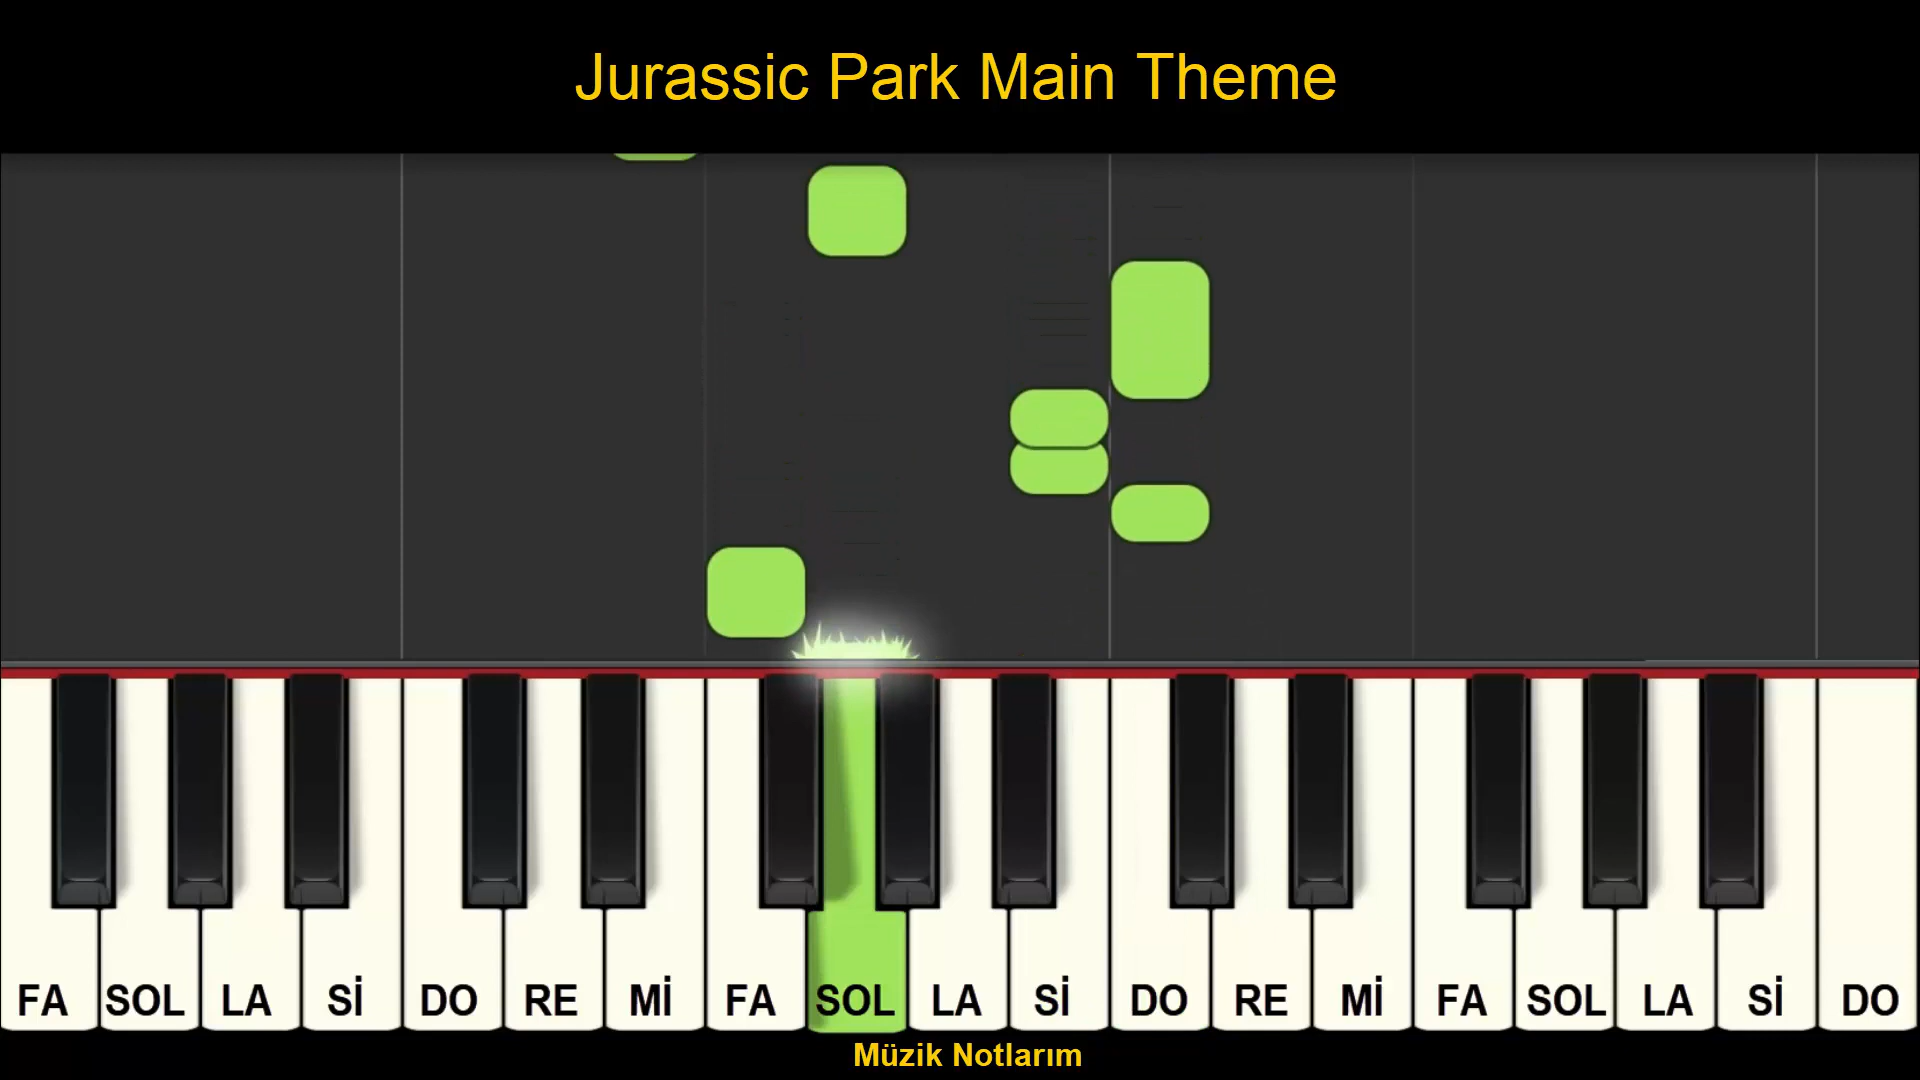 Jurassic Park Main Theme
FA SOL LA Sİ DO RE Mİ FA SOL LA Sİ DO RE Mİ FA SOL LA Sİ DO
Müzik Notlarım